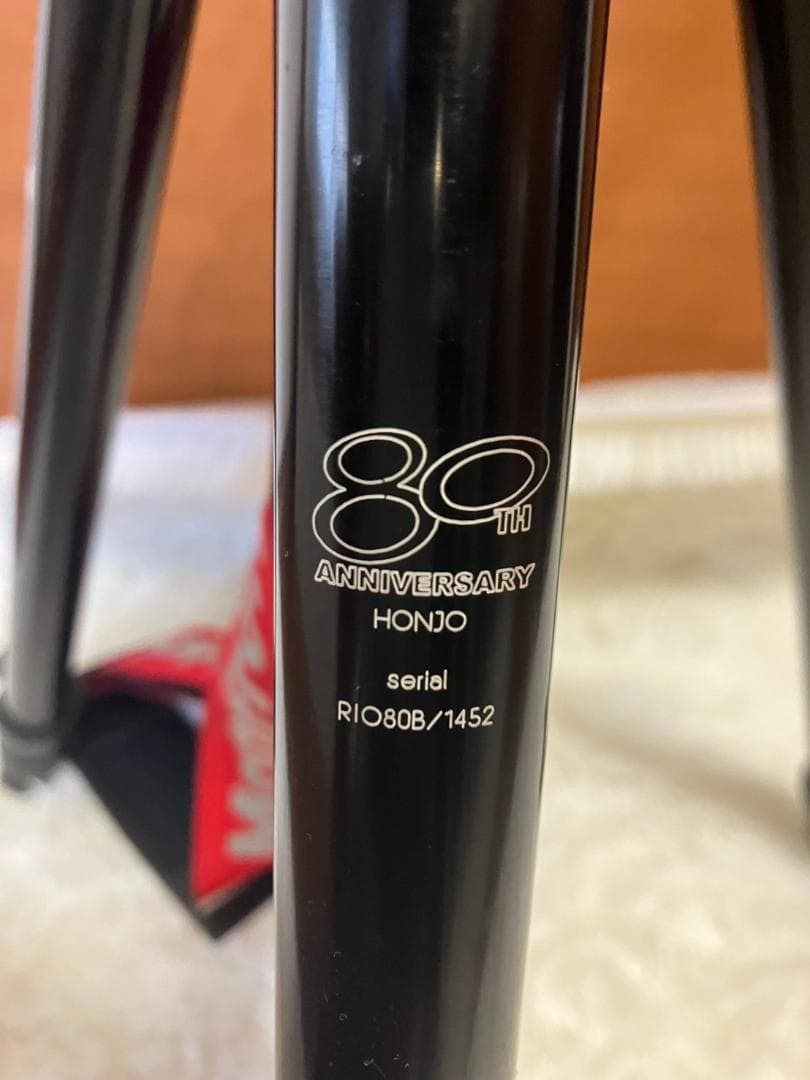 80TH
ANNIVERSARY
HONJO
serial
RIO80B/1452